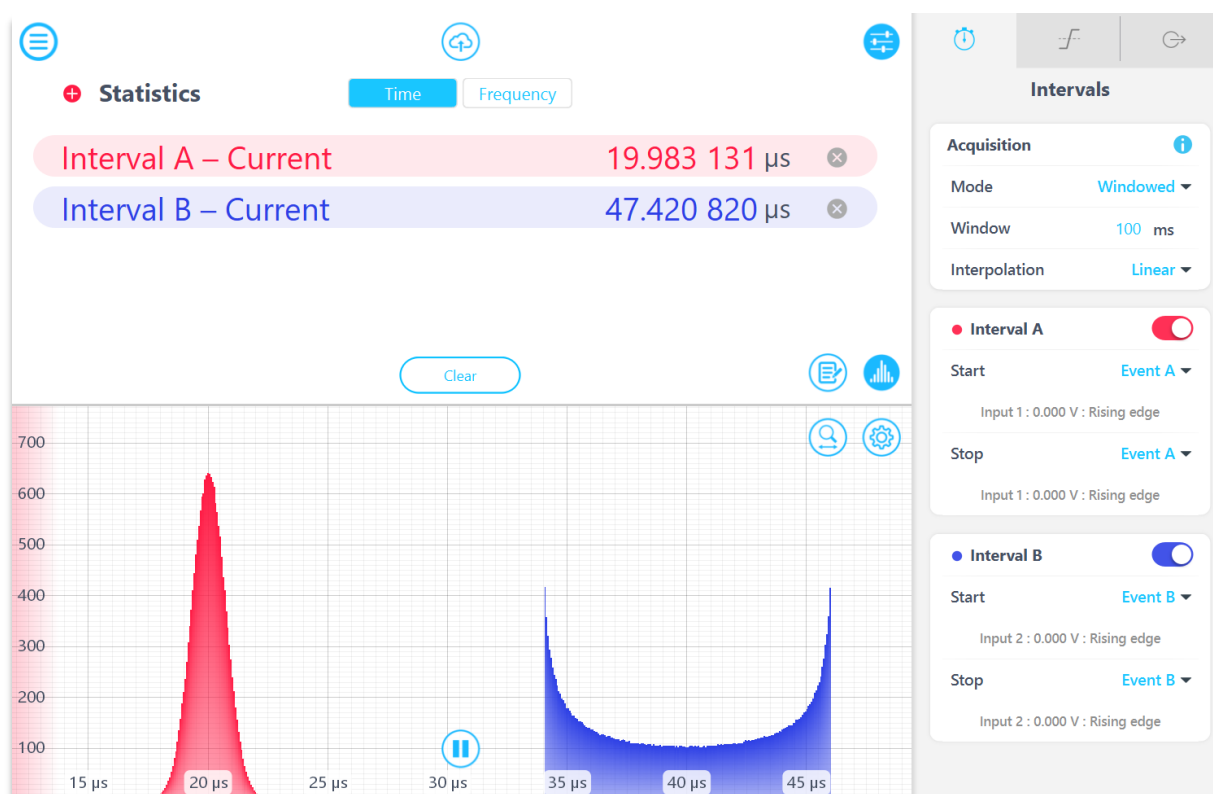 Statistics
Time
Frequency
Interval A – Current 19.983 131 µs
Interval B – Current 47.420 820 µs
Clear
700
600
500
400
300
200
100
15 µs 20 µs 25 µs 30 µs 35 µs 40 µs 45 µs
Intervals
Acquisition
Mode Windowed
Window 100 ms
Interpolation Linear
Interval A
Start Event A
Input 1 : 0.000 V : Rising edge
Stop Event A
Input 1 : 0.000 V : Rising edge
Interval B
Start Event B
Input 2 : 0.000 V : Rising edge
Stop Event B
Input 2 : 0.000 V : Rising edge